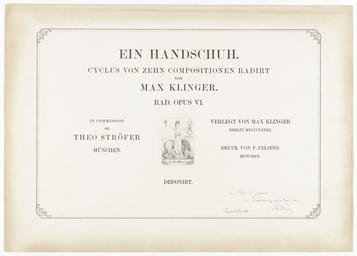 EIN HANDSCHUH.
CYCLUS VON ZEHN COMPOSITIONEN RADIRT
VON
MAX KLINGER.
RAD. OPUS VI.
IN COMMISSION
BEI
THEO STRÖFER
MÜNCHEN.
VERLEGT VON MAX KLINGER
BERLIN MDCCCLXXXI.
DRUCK VON F. FELSING
MÜNCHEN.
DEPONIRT.